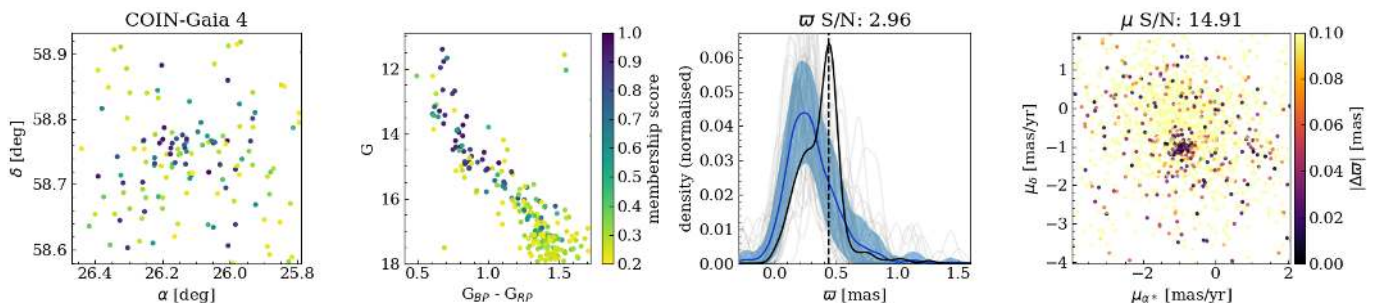 COIN-Gaia 4
58.9
58.8
58.7
58.6
δ [deg]
26.4 26.2 26.0 25.8
α [deg]
12
14
16
18
G
0.5 1.0 1.5
G_BP - G_RP
1.0
0.9
0.8
0.7
0.6
0.5
0.4
0.3
0.2
membership score
ϖ S/N: 2.96
0.06
0.05
0.04
0.03
0.02
0.01
0.00
density (normalised)
0.0 0.5 1.0 1.5
ϖ [mas]
μ S/N: 14.91
1
0
−1
−2
−3
−4
μ_δ [mas/yr]
−2 0 2
μ_α* [mas/yr]
0.10
0.08
0.06
0.04
0.02
0.00
|Δϖ| [mas]